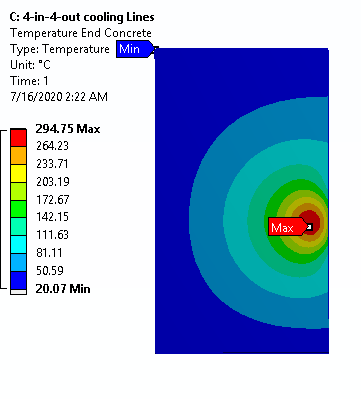 C: 4-in-4-out cooling Lines
Temperature End Concrete
Type: Temperature
Unit: °C
Time: 1
7/16/2020 2:22 AM
Min
294.75 Max
264.23
233.71
203.19
172.67
142.15
111.63
81.11
50.59
20.07 Min
Max